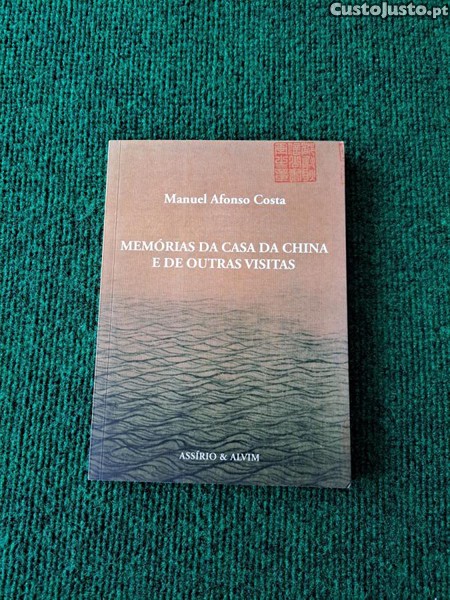 CustoJusto.pt
Manuel Afonso Costa
MEMÓRIAS DA CASA DA CHINA
E DE OUTRAS VISITAS
ASSÍRIO & ALVIM